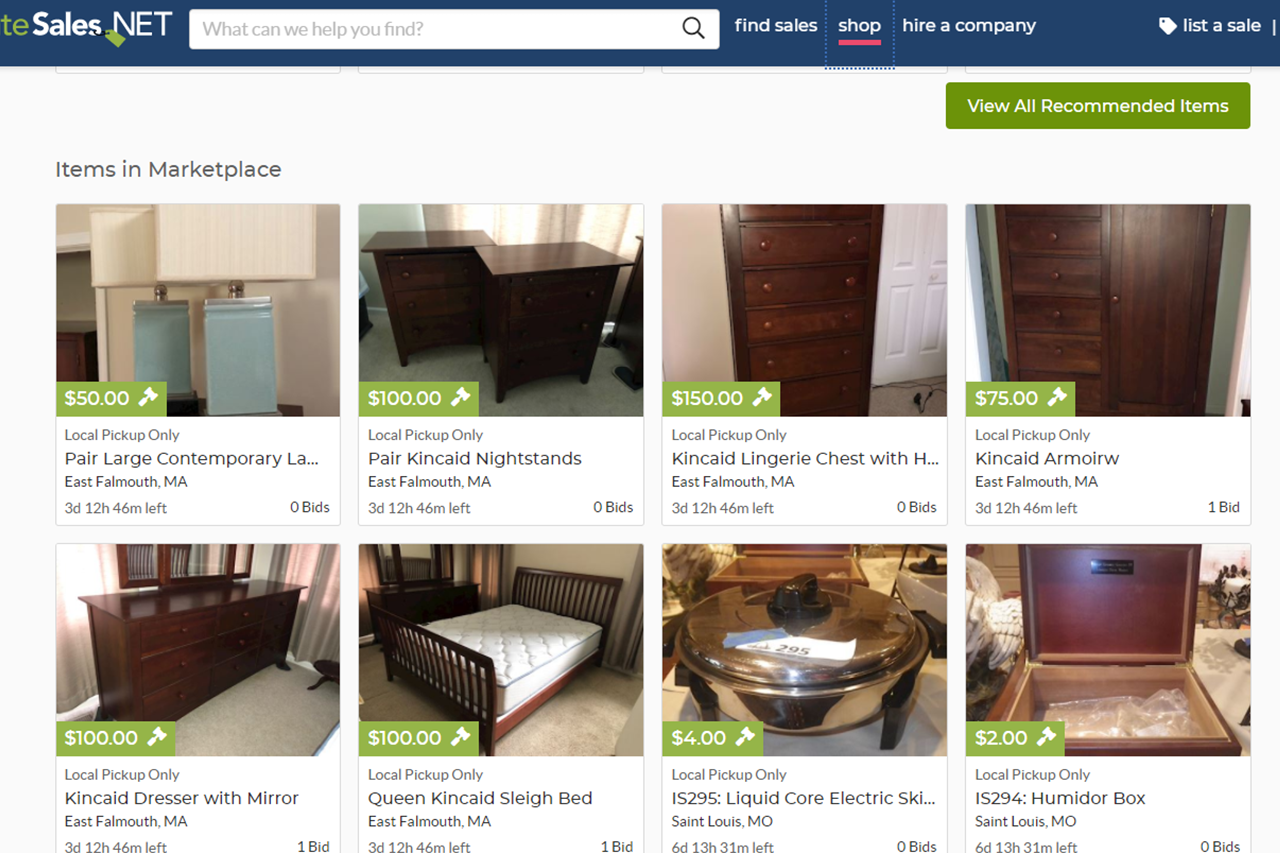 teSales.NET
What can we help you find?
find sales
shop
hire a company
list a sale |
View All Recommended Items
Items in Marketplace
$50.00
$100.00
$150.00
$75.00
Local Pickup Only
Local Pickup Only
Local Pickup Only
Local Pickup Only
Pair Large Contemporary La...
Pair Kincaid Nightstands
Kincaid Lingerie Chest with H...
Kincaid Armoirw
East Falmouth, MA
East Falmouth, MA
East Falmouth, MA
East Falmouth, MA
3d 12h 46m left 0 Bids
3d 12h 46m left 0 Bids
3d 12h 46m left 0 Bids
3d 12h 46m left 1 Bid
295
$100.00
$100.00
$4.00
$2.00
Local Pickup Only
Local Pickup Only
Local Pickup Only
Local Pickup Only
Kincaid Dresser with Mirror
Queen Kincaid Sleigh Bed
IS295: Liquid Core Electric Ski...
IS294: Humidor Box
East Falmouth, MA
East Falmouth, MA
Saint Louis, MO
Saint Louis, MO
3d 12h 46m left 1 Bid
3d 12h 46m left 1 Bid
6d 13h 31m left 0 Bids
6d 13h 31m left 0 Bids